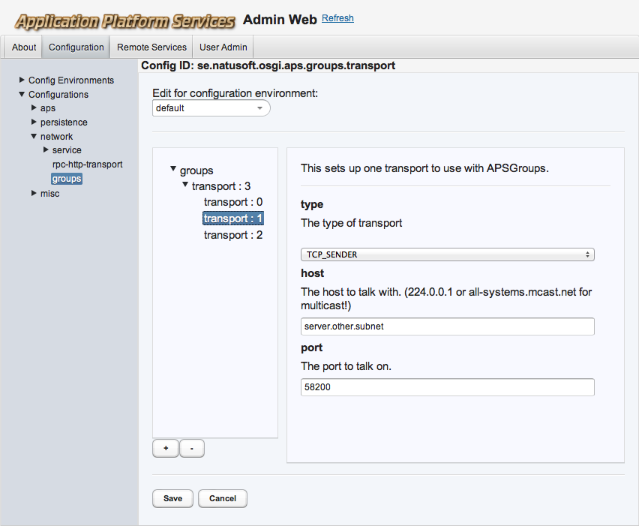 Application Platform Services Admin Web Refresh
About Configuration Remote Services User Admin
Config ID: se.natusoft.osgi.aps.groups.transport
Config Environments
Configurations
aps
persistence
network
service
rpc-http-transport
groups
misc
Edit for configuration environment:
default
groups
transport : 3
transport : 0
transport : 1
transport : 2
+ -
This sets up one transport to use with APSGroups.
type
The type of transport
TCP_SENDER
host
The host to talk with. (224.0.0.1 or all-systems.mcast.net for
multicast!)
server.other.subnet
port
The port to talk on.
58200
Save Cancel